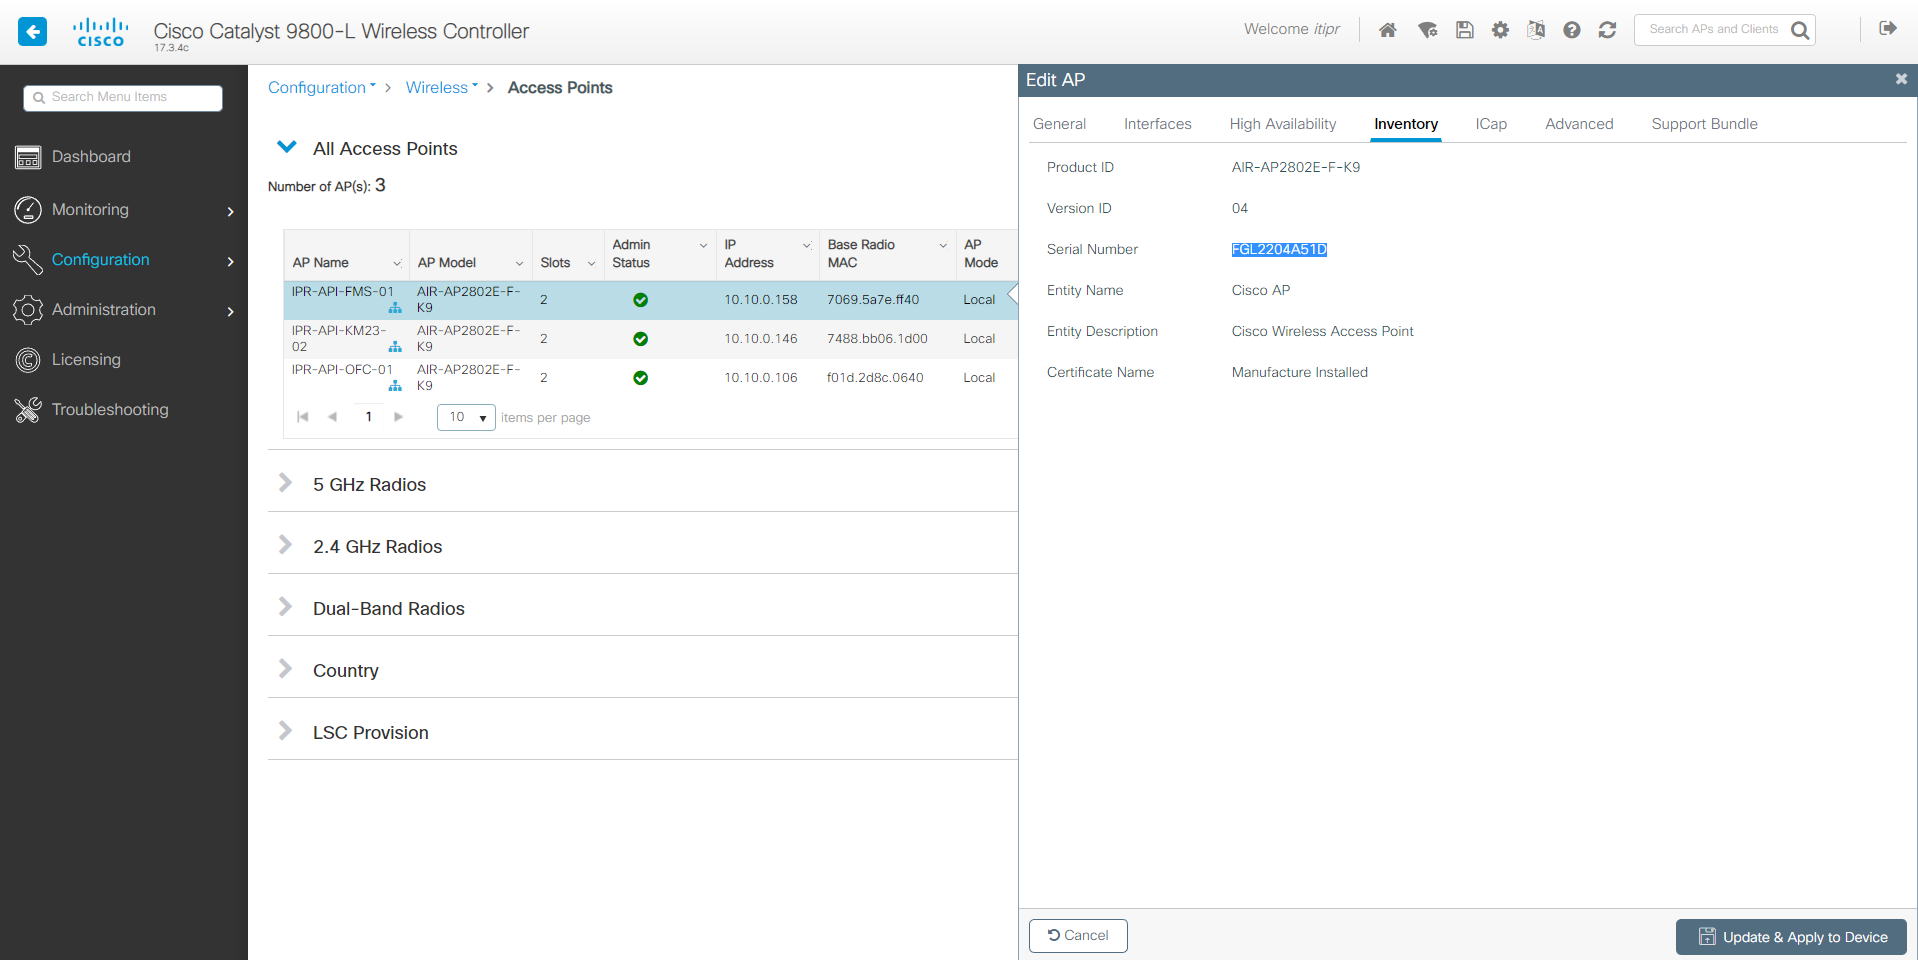 CISCO
Cisco Catalyst 9800-L Wireless Controller
17.3.4c
Welcome itipr
Search APs and Clients
Search Menu Items
Dashboard
Monitoring
Configuration
Administration
Licensing
Troubleshooting
Configuration > Wireless > Access Points
All Access Points
Number of AP(s): 3
AP Name AP Model Slots Admin Status IP Address Base Radio MAC AP Mode
IPR-API-FMS-01 AIR-AP2802E-F-K9 2 10.10.0.158 7069.5a7e.ff40 Local
IPR-API-KM23-02 AIR-AP2802E-F-K9 2 10.10.0.146 7488.bb06.1d00 Local
IPR-API-OFC-01 AIR-AP2802E-F-K9 2 10.10.0.106 f01d.2d8c.0640 Local
1 10 items per page
5 GHz Radios
2.4 GHz Radios
Dual-Band Radios
Country
LSC Provision
Edit AP
General Interfaces High Availability Inventory ICap Advanced Support Bundle
Product ID AIR-AP2802E-F-K9
Version ID 04
Serial Number FGL2204A51D
Entity Name Cisco AP
Entity Description Cisco Wireless Access Point
Certificate Name Manufacture Installed
Cancel
Update & Apply to Device